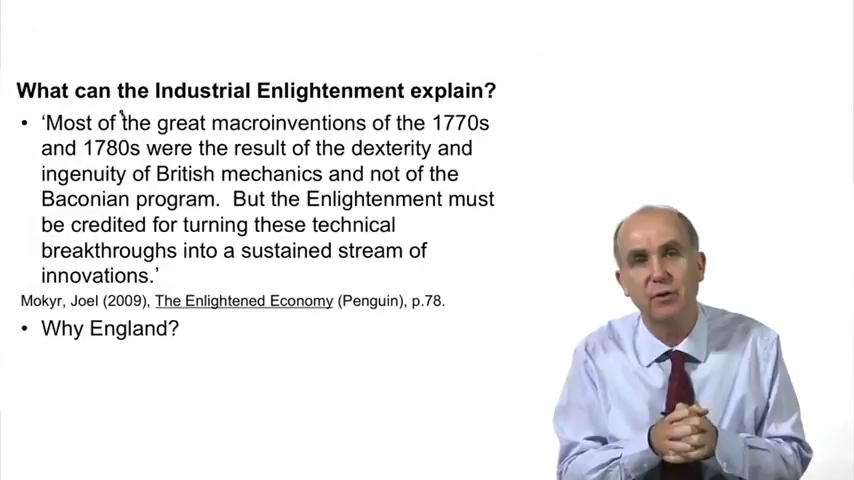 What can the Industrial Enlightenment explain?
• ‘Most of the great macroinventions of the 1770s
and 1780s were the result of the dexterity and
ingenuity of British mechanics and not of the
Baconian program.  But the Enlightenment must
be credited for turning these technical
breakthroughs into a sustained stream of
innovations.’
Mokyr, Joel (2009), The Enlightened Economy (Penguin), p.78.
• Why England?